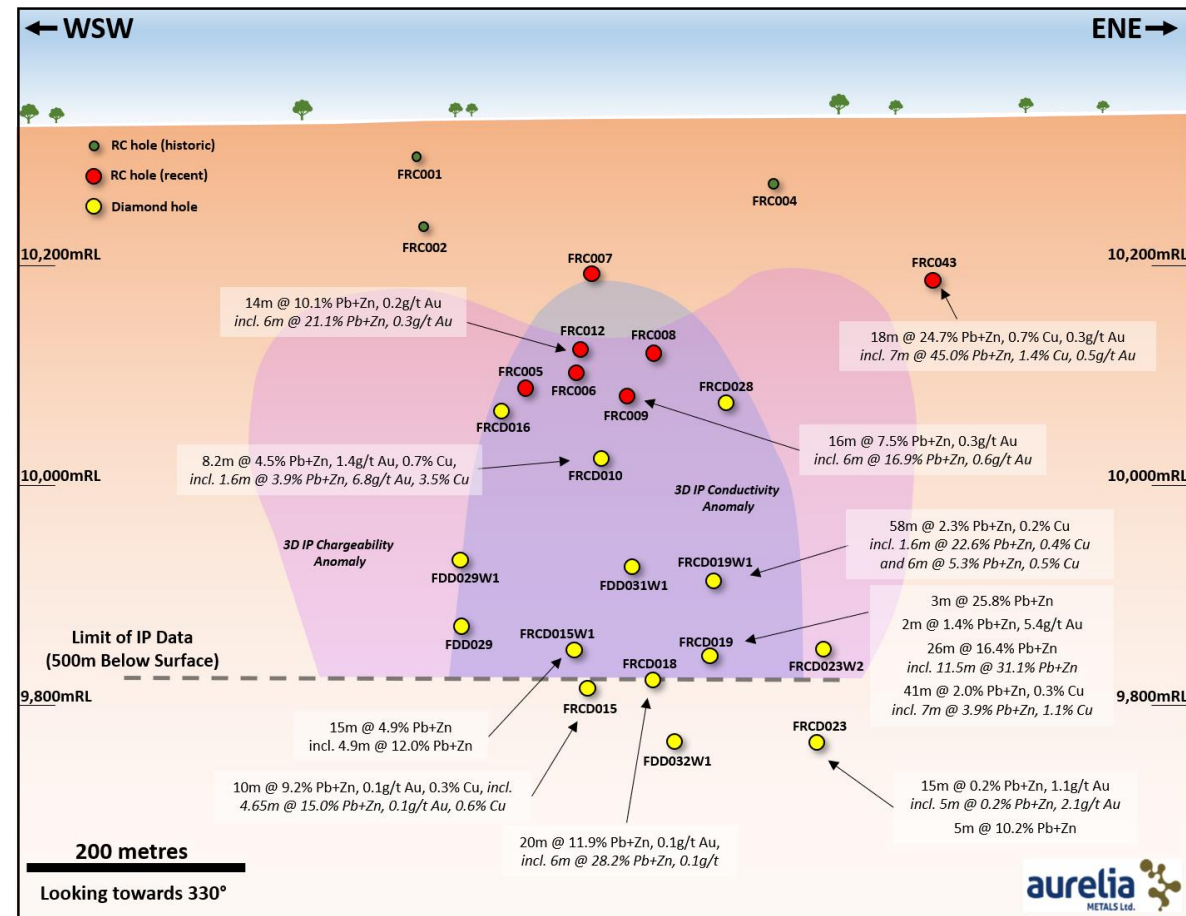 WSW
ENE
RC hole (historic)
RC hole (recent)
Diamond hole
FRC001
FRC004
FRC002
10,200mRL
10,200mRL
FRC007
FRC043
14m @ 10.1% Pb+Zn, 0.2g/t Au
incl. 6m @ 21.1% Pb+Zn, 0.3g/t Au
FRC012
FRC008
18m @ 24.7% Pb+Zn, 0.7% Cu, 0.3g/t Au
incl. 7m @ 45.0% Pb+Zn, 1.4% Cu, 0.5g/t Au
FRC005
FRC006
FRC009
FRCD028
FRCD016
16m @ 7.5% Pb+Zn, 0.3g/t Au
incl. 6m @ 16.9% Pb+Zn, 0.6g/t Au
8.2m @ 4.5% Pb+Zn, 1.4g/t Au, 0.7% Cu,
incl. 1.6m @ 3.9% Pb+Zn, 6.8g/t Au, 3.5% Cu
FRCD010
10,000mRL
10,000mRL
3D IP Conductivity
Anomaly
3D IP Chargeability
Anomaly
58m @ 2.3% Pb+Zn, 0.2% Cu
incl. 1.6m @ 22.6% Pb+Zn, 0.4% Cu
and 6m @ 5.3% Pb+Zn, 0.5% Cu
FDD029W1
FDD031W1
FRCD019W1
3m @ 25.8% Pb+Zn
2m @ 1.4% Pb+Zn, 5.4g/t Au
26m @ 16.4% Pb+Zn
incl. 11.5m @ 31.1% Pb+Zn
41m @ 2.0% Pb+Zn, 0.3% Cu
incl. 7m @ 3.9% Pb+Zn, 1.1% Cu
Limit of IP Data
(500m Below Surface)
FDD029
FRCD015W1
FRCD019
FRCD018
FRCD023W2
9,800mRL
9,800mRL
FRCD015
15m @ 4.9% Pb+Zn
incl. 4.9m @ 12.0% Pb+Zn
FDD032W1
FRCD023
10m @ 9.2% Pb+Zn, 0.1g/t Au, 0.3% Cu, incl.
4.65m @ 15.0% Pb+Zn, 0.1g/t Au, 0.6% Cu
15m @ 0.2% Pb+Zn, 1.1g/t Au
incl. 5m @ 0.2% Pb+Zn, 2.1g/t Au
5m @ 10.2% Pb+Zn
20m @ 11.9% Pb+Zn, 0.1g/t Au,
incl. 6m @ 28.2% Pb+Zn, 0.1g/t
200 metres
Looking towards 330°
aurelia
METALS Ltd.